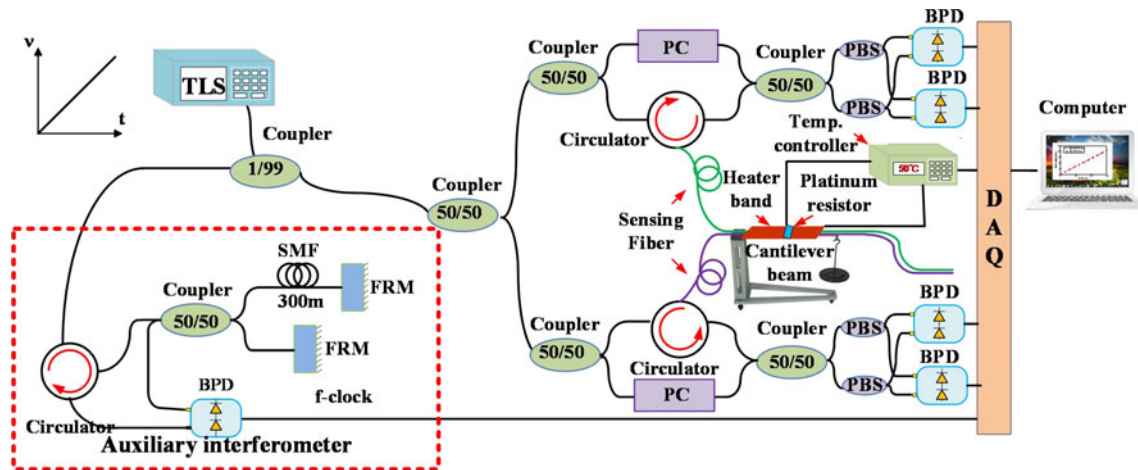 ν
t
TLS
Coupler
1/99
Coupler
50/50
Coupler
50/50
PC
Circulator
Coupler
50/50
PBS
PBS
BPD
BPD
Temp.
controller
50°C
Computer
Heater
band
Platinum
resistor
Sensing
Fiber
Cantilever
beam
D
A
Q
Coupler
50/50
Circulator
PC
Coupler
50/50
PBS
PBS
BPD
BPD
SMF
300m
FRM
Coupler
50/50
FRM
BPD
f-clock
Circulator
Auxiliary interferometer